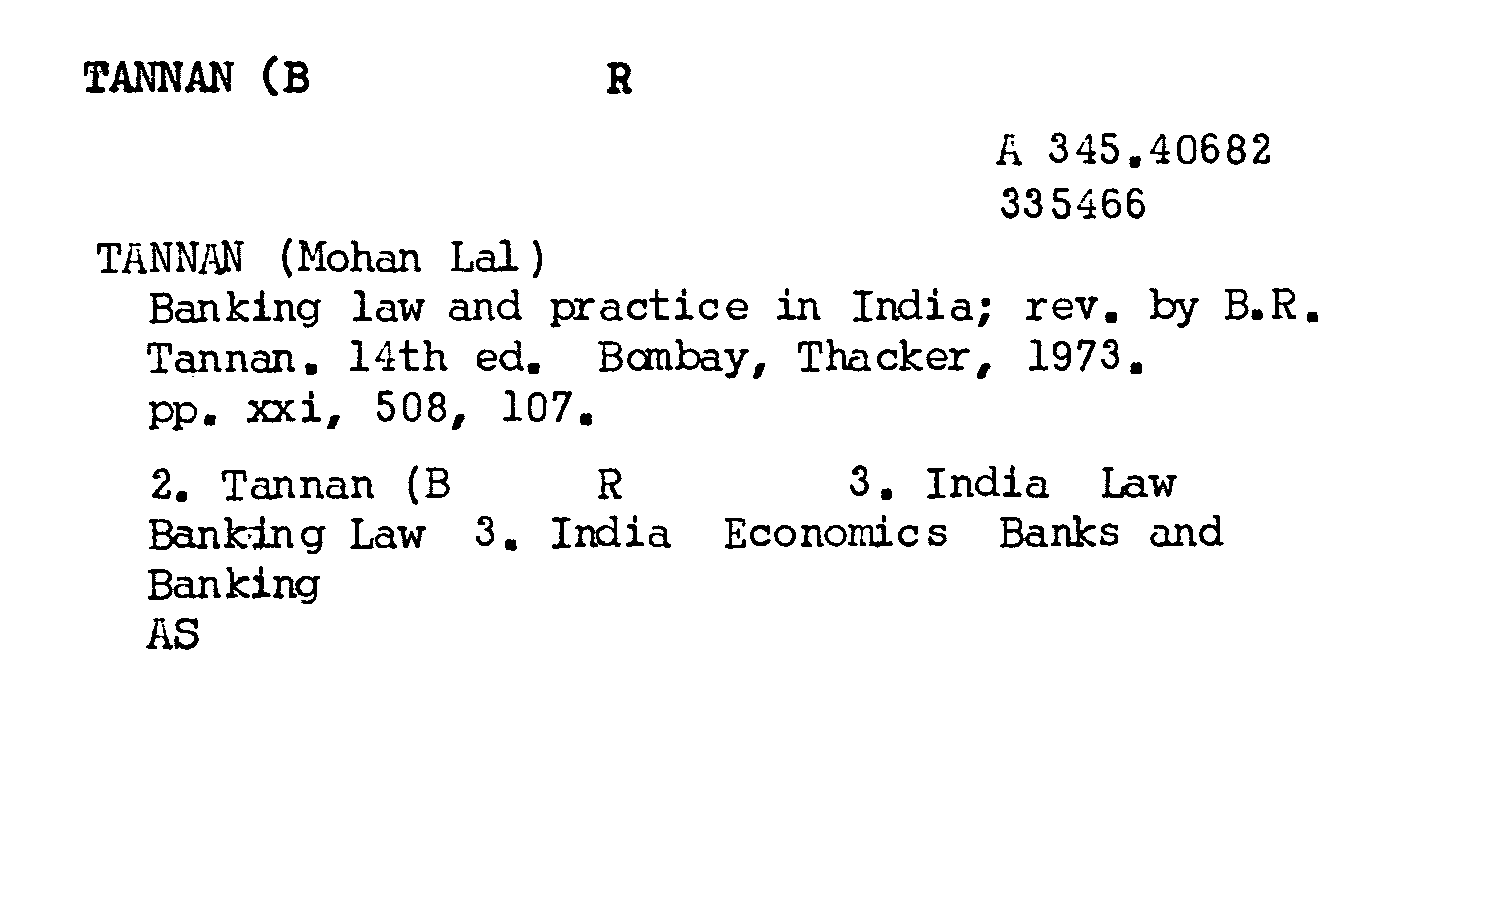 TANNAN (B R
A 345.40682
335466
TANNAN (Mohan Lal)
Banking law and practice in India; rev. by B.R.
Tannan. 14th ed. Bombay, Thacker, 1973.
pp. xxi, 508, 107.
2. Tannan (B R 3. India Law
Banking Law 3. India Economics Banks and
Banking
AS